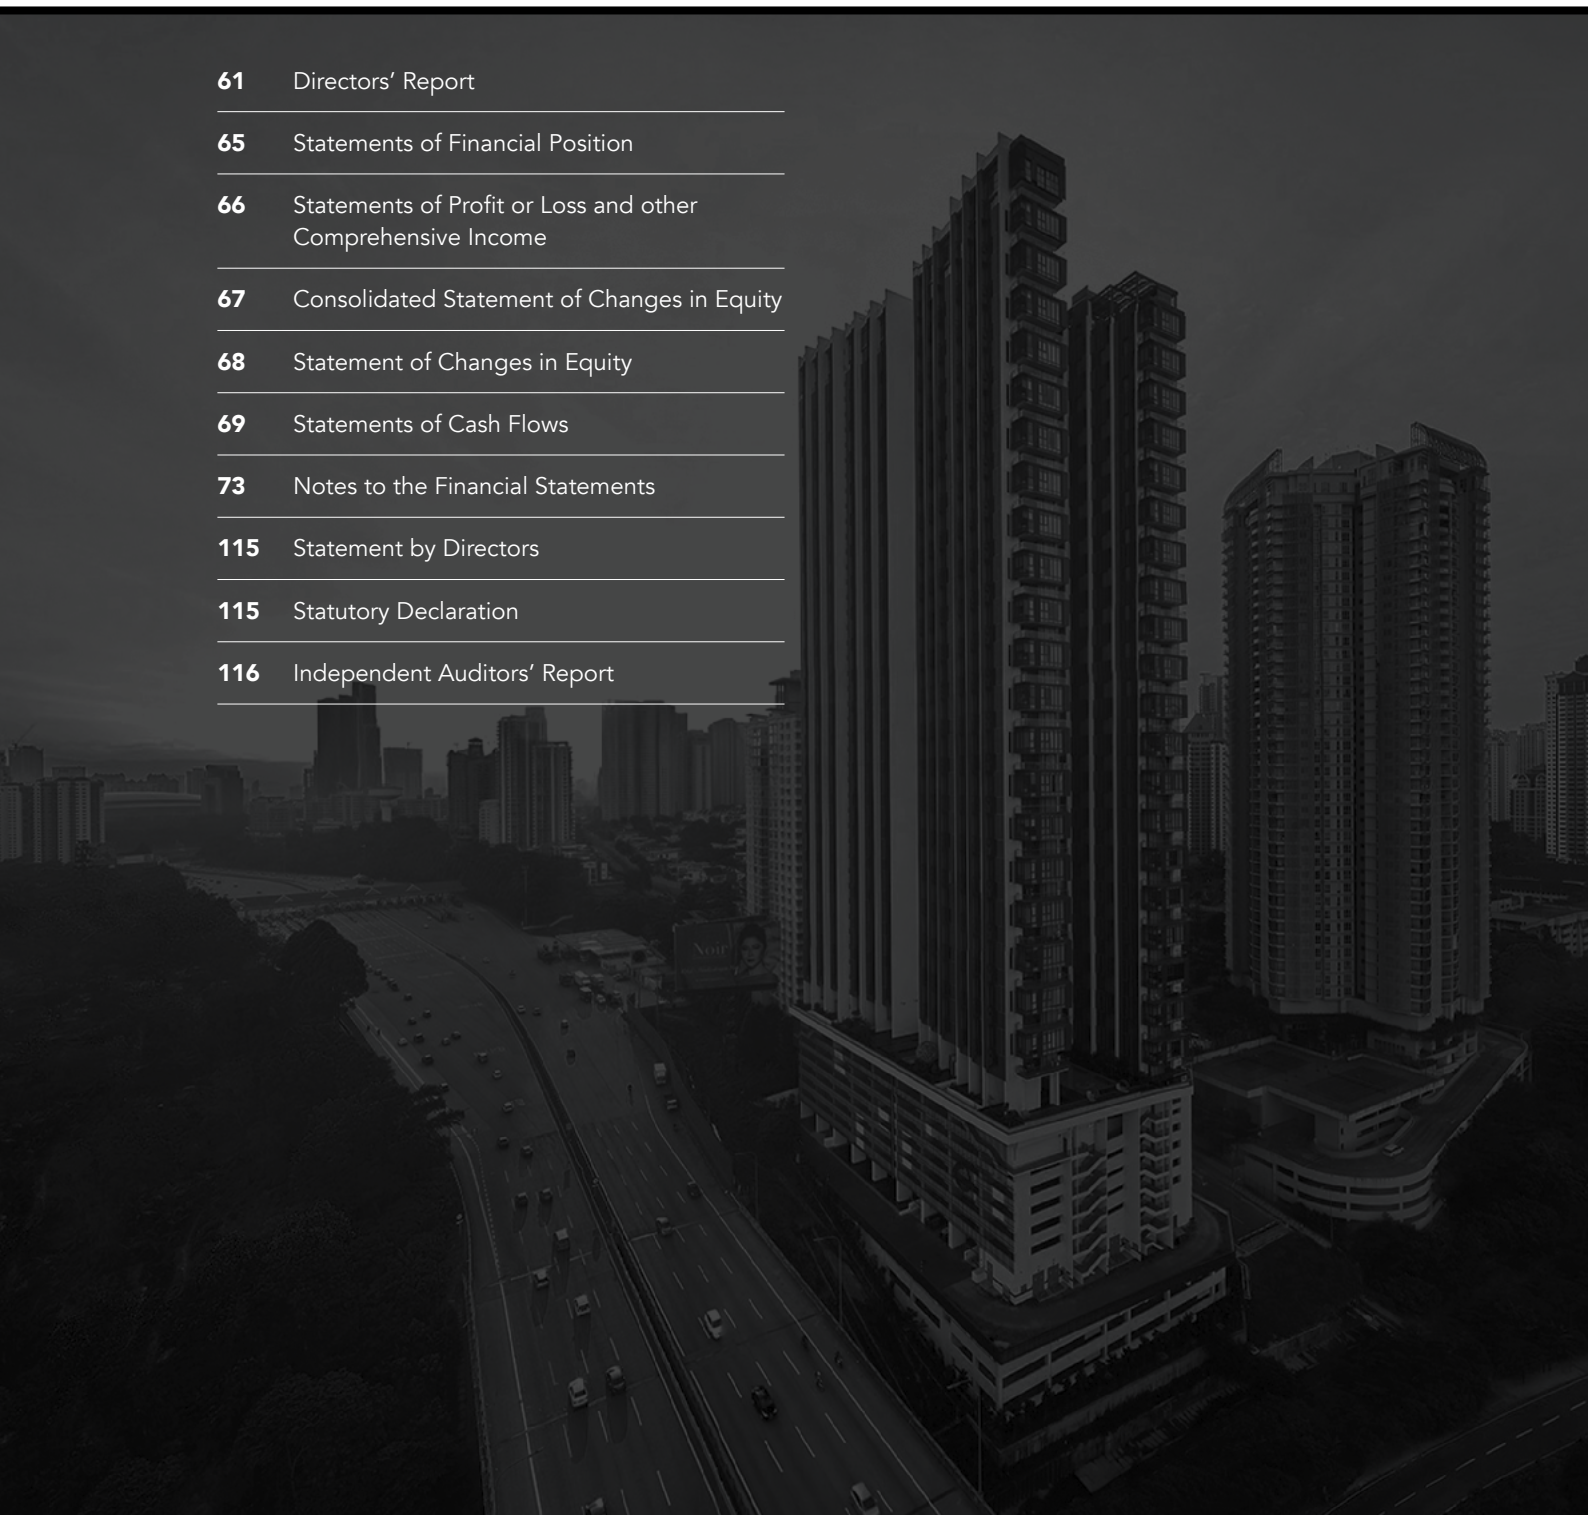 61 Directors’ Report
65 Statements of Financial Position
66 Statements of Profit or Loss and other
Comprehensive Income
67 Consolidated Statement of Changes in Equity
68 Statement of Changes in Equity
69 Statements of Cash Flows
73 Notes to the Financial Statements
115 Statement by Directors
115 Statutory Declaration
116 Independent Auditors’ Report
Noir